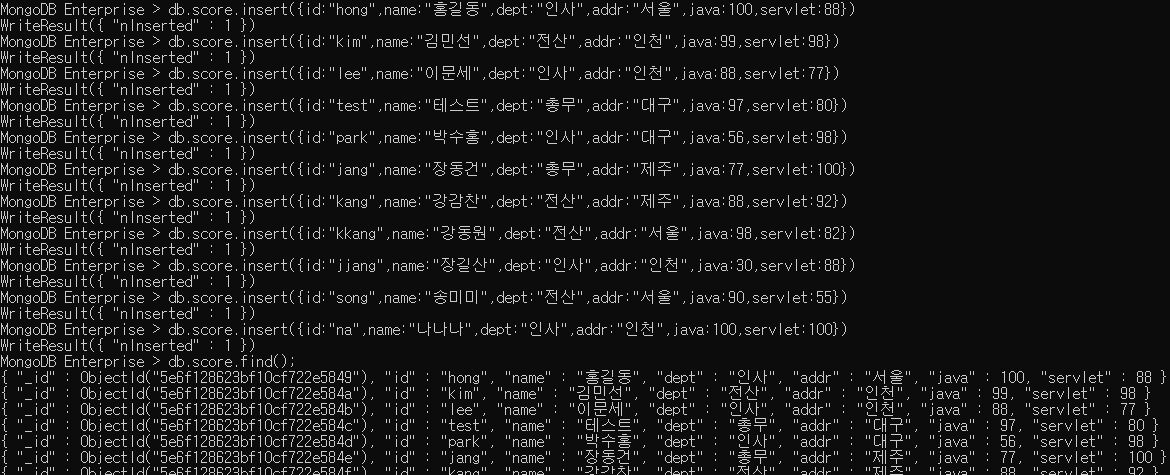 MongoDB Enterprise > db.score.insert({id:"hong",name:"홍길동",dept:"인사",addr:"서울",java:100,servlet:88})
WriteResult({ "nInserted" : 1 })
MongoDB Enterprise > db.score.insert({id:"kim",name:"김민선",dept:"전산",addr:"인천",java:99,servlet:98})
WriteResult({ "nInserted" : 1 })
MongoDB Enterprise > db.score.insert({id:"lee",name:"이문세",dept:"인사",addr:"인천",java:88,servlet:77})
WriteResult({ "nInserted" : 1 })
MongoDB Enterprise > db.score.insert({id:"test",name:"테스트",dept:"총무",addr:"대구",java:97,servlet:80})
WriteResult({ "nInserted" : 1 })
MongoDB Enterprise > db.score.insert({id:"park",name:"박수홍",dept:"인사",addr:"대구",java:56,servlet:98})
WriteResult({ "nInserted" : 1 })
MongoDB Enterprise > db.score.insert({id:"jang",name:"장동건",dept:"총무",addr:"제주",java:77,servlet:100})
WriteResult({ "nInserted" : 1 })
MongoDB Enterprise > db.score.insert({id:"kang",name:"강감찬",dept:"전산",addr:"제주",java:88,servlet:92})
WriteResult({ "nInserted" : 1 })
MongoDB Enterprise > db.score.insert({id:"kkang",name:"강동원",dept:"전산",addr:"서울",java:98,servlet:82})
WriteResult({ "nInserted" : 1 })
MongoDB Enterprise > db.score.insert({id:"jjang",name:"장길산",dept:"인사",addr:"인천",java:30,servlet:88})
WriteResult({ "nInserted" : 1 })
MongoDB Enterprise > db.score.insert({id:"song",name:"송미미",dept:"전산",addr:"서울",java:90,servlet:55})
WriteResult({ "nInserted" : 1 })
MongoDB Enterprise > db.score.insert({id:"na",name:"나나나",dept:"인사",addr:"인천",java:100,servlet:100})
WriteResult({ "nInserted" : 1 })
MongoDB Enterprise > db.score.find();
{ "_id" : ObjectId("5e6f128623bf10cf722e5849"), "id" : "hong", "name" : "홍길동", "dept" : "인사", "addr" : "서울", "java" : 100, "servlet" : 88 }
{ "_id" : ObjectId("5e6f128623bf10cf722e584a"), "id" : "kim", "name" : "김민선", "dept" : "전산", "addr" : "인천", "java" : 99, "servlet" : 98 }
{ "_id" : ObjectId("5e6f128623bf10cf722e584b"), "id" : "lee", "name" : "이문세", "dept" : "인사", "addr" : "인천", "java" : 88, "servlet" : 77 }
{ "_id" : ObjectId("5e6f128623bf10cf722e584c"), "id" : "test", "name" : "테스트", "dept" : "총무", "addr" : "대구", "java" : 97, "servlet" : 80 }
{ "_id" : ObjectId("5e6f128623bf10cf722e584d"), "id" : "park", "name" : "박수홍", "dept" : "인사", "addr" : "대구", "java" : 56, "servlet" : 98 }
{ "_id" : ObjectId("5e6f128623bf10cf722e584e"), "id" : "jang", "name" : "장동건", "dept" : "총무", "addr" : "제주", "java" : 77, "servlet" : 100 }
{ "_id" : ObjectId("5e6f128623bf10cf722e584f"), "id" : "kang", "name" : "강감찬", "dept" : "전산", "addr" : "제주", "java" : 88, "servlet" : 92 }